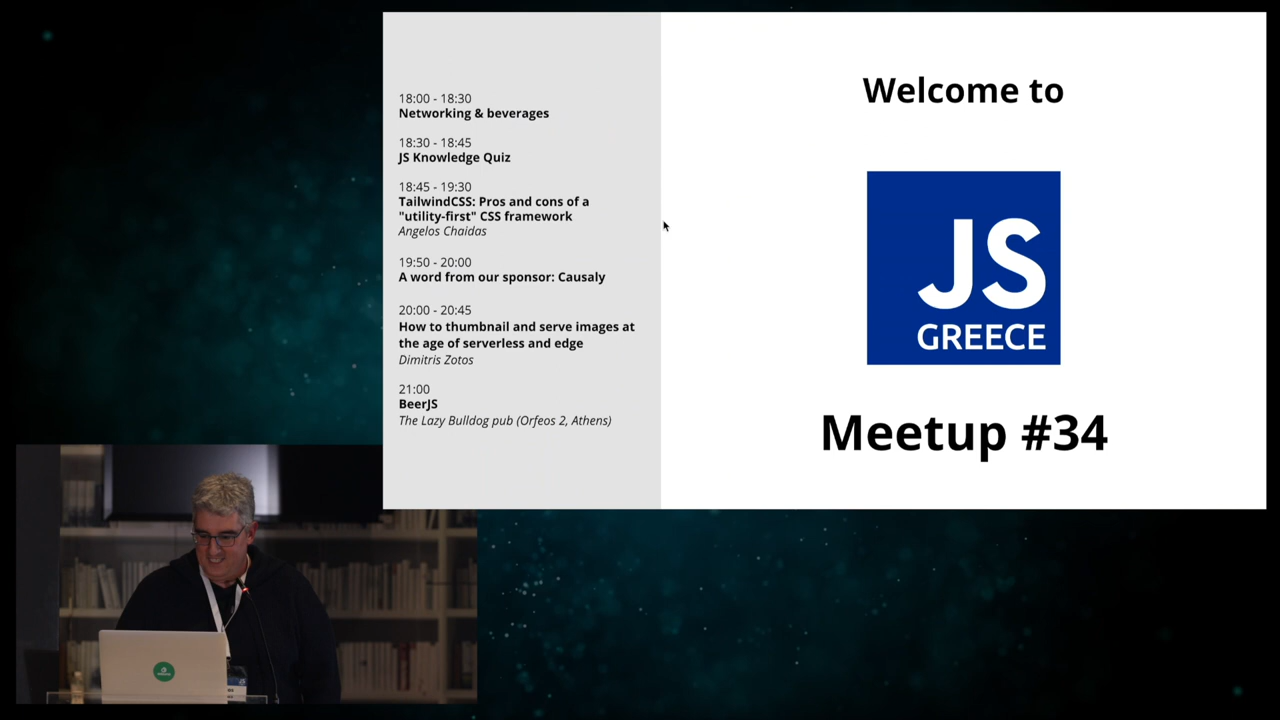 18:00 - 18:30
Networking & beverages
18:30 - 18:45
JS Knowledge Quiz
18:45 - 19:30
TailwindCSS: Pros and cons of a
"utility-first" CSS framework
Angelos Chaidas
19:50 - 20:00
A word from our sponsor: Causaly
20:00 - 20:45
How to thumbnail and serve images at
the age of serverless and edge
Dimitris Zotos
21:00
BeerJS
The Lazy Bulldog pub (Orfeos 2, Athens)
Welcome to
JS
GREECE
Meetup #34